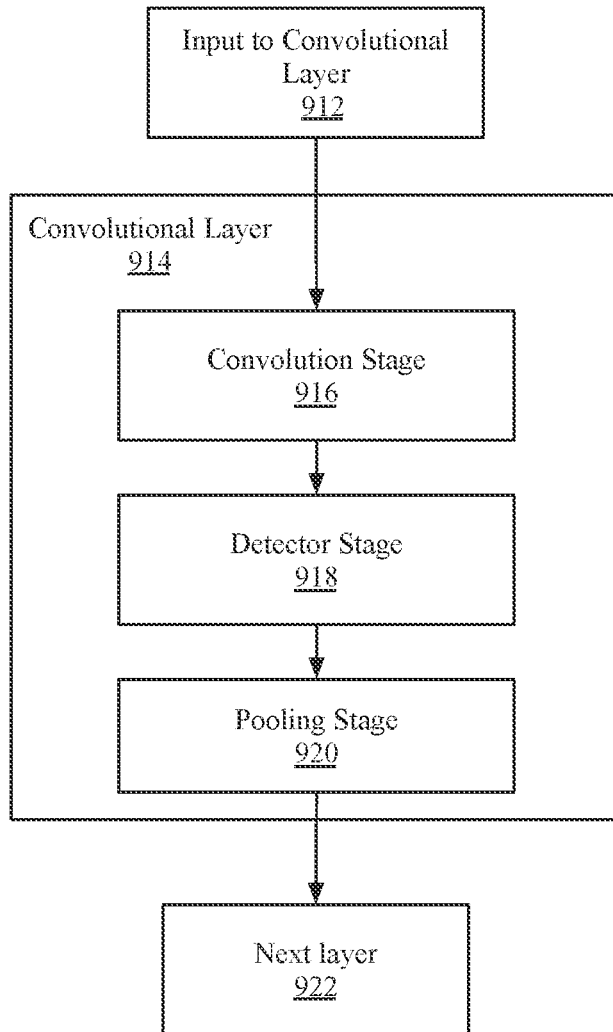 Input to Convolutional
Layer
912
Convolutional Layer
914
Convolution Stage
916
Detector Stage
918
Pooling Stage
920
Next layer
922